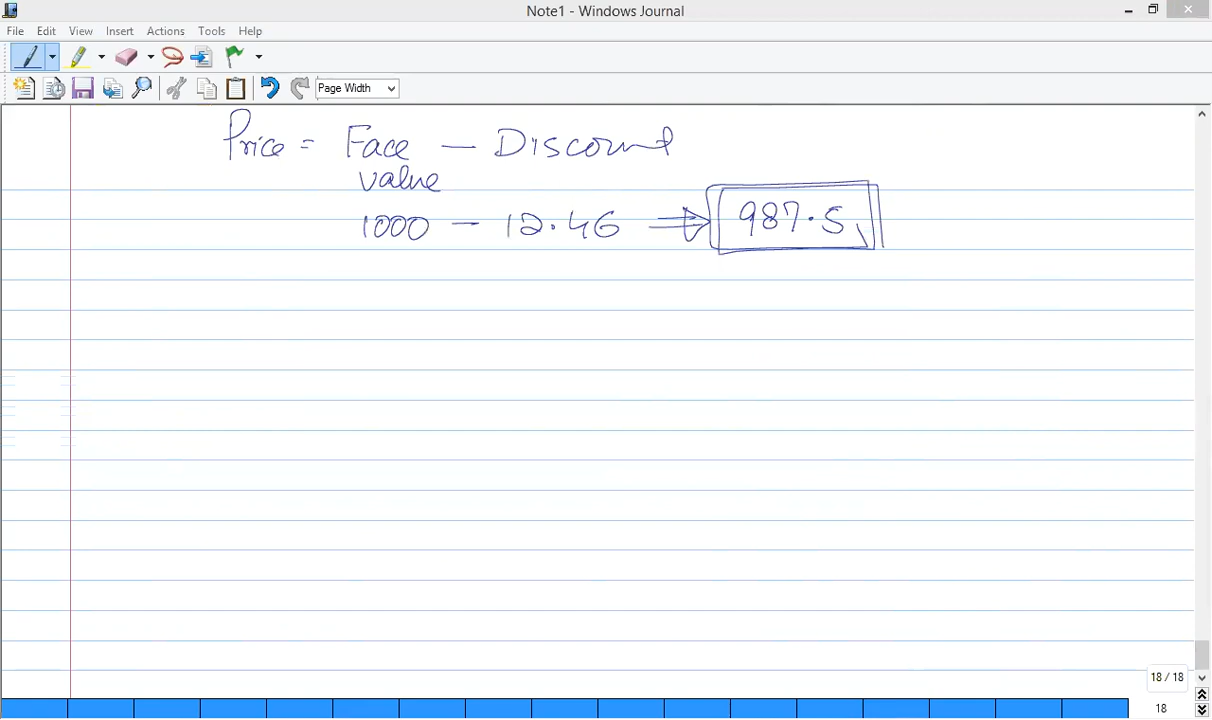 Note1 - Windows Journal
File Edit View Insert Actions Tools Help
Page Width
Price = Face — Discount
value
1000 — 12.46 ⇒ 987.5
18 / 18
18